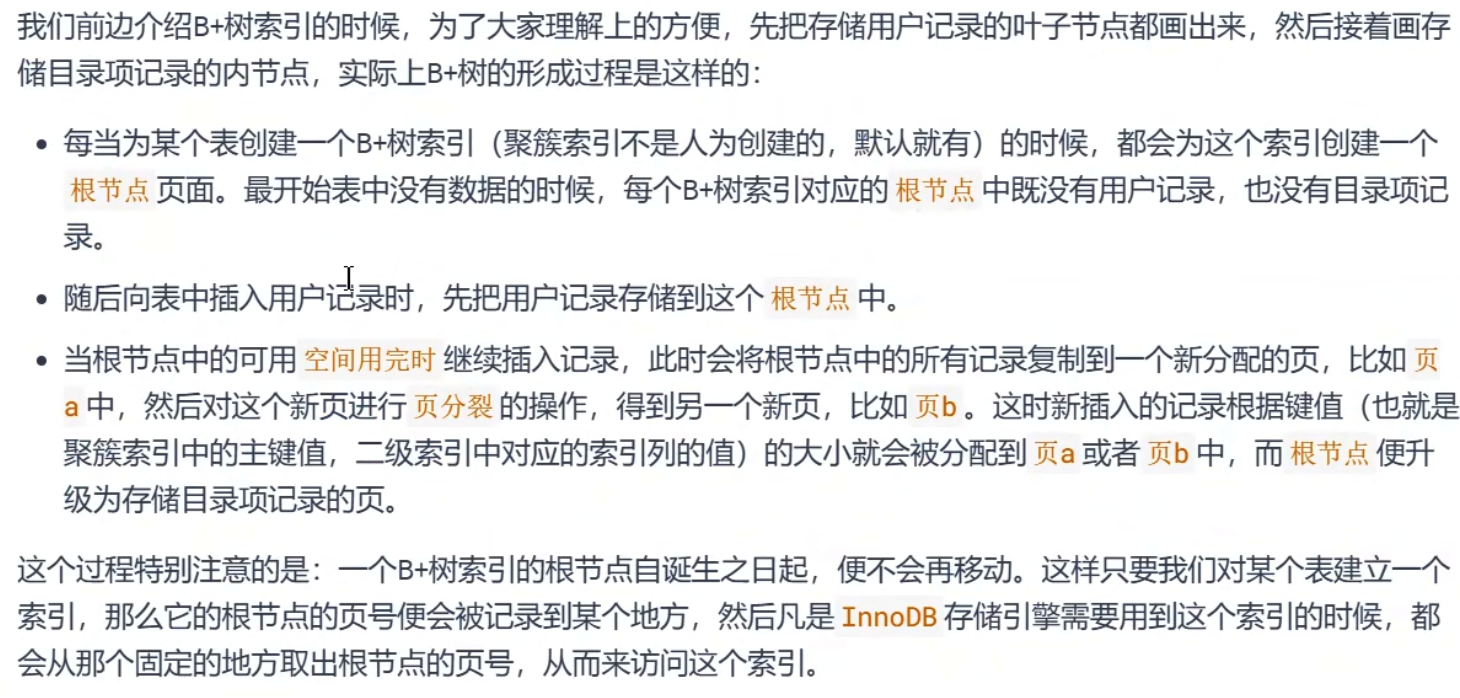 我们前边介绍B+树索引的时候，为了大家理解上的方便，先把存储用户记录的叶子节点都画出来，然后接着画存
储目录项记录的内节点，实际上B+树的形成过程是这样的：
• 每当为某个表创建一个B+树索引（聚簇索引不是人为创建的，默认就有）的时候，都会为这个索引创建一个
根节点 页面。最开始表中没有数据的时候，每个B+树索引对应的 根节点 中既没有用户记录，也没有目录项记
录。
• 随后向表中插入用户记录时，先把用户记录存储到这个 根节点 中。
• 当根节点中的可用 空间用完时 继续插入记录，此时会将根节点中的所有记录复制到一个新分配的页，比如 页
a 中，然后对这个新页进行 页分裂 的操作，得到另一个新页，比如 页b 。这时新插入的记录根据键值（也就是
聚簇索引中的主键值，二级索引中对应的索引列的值）的大小就会被分配到 页a 或者 页b 中，而 根节点 便升
级为存储目录项记录的页。
这个过程特别注意的是：一个B+树索引的根节点自诞生之日起，便不会再移动。这样只要我们对某个表建立一个
索引，那么它的根节点的页号便会被记录到某个地方，然后凡是 InnoDB 存储引擎需要用到这个索引的时候，都
会从那个固定的地方取出根节点的页号，从而来访问这个索引。